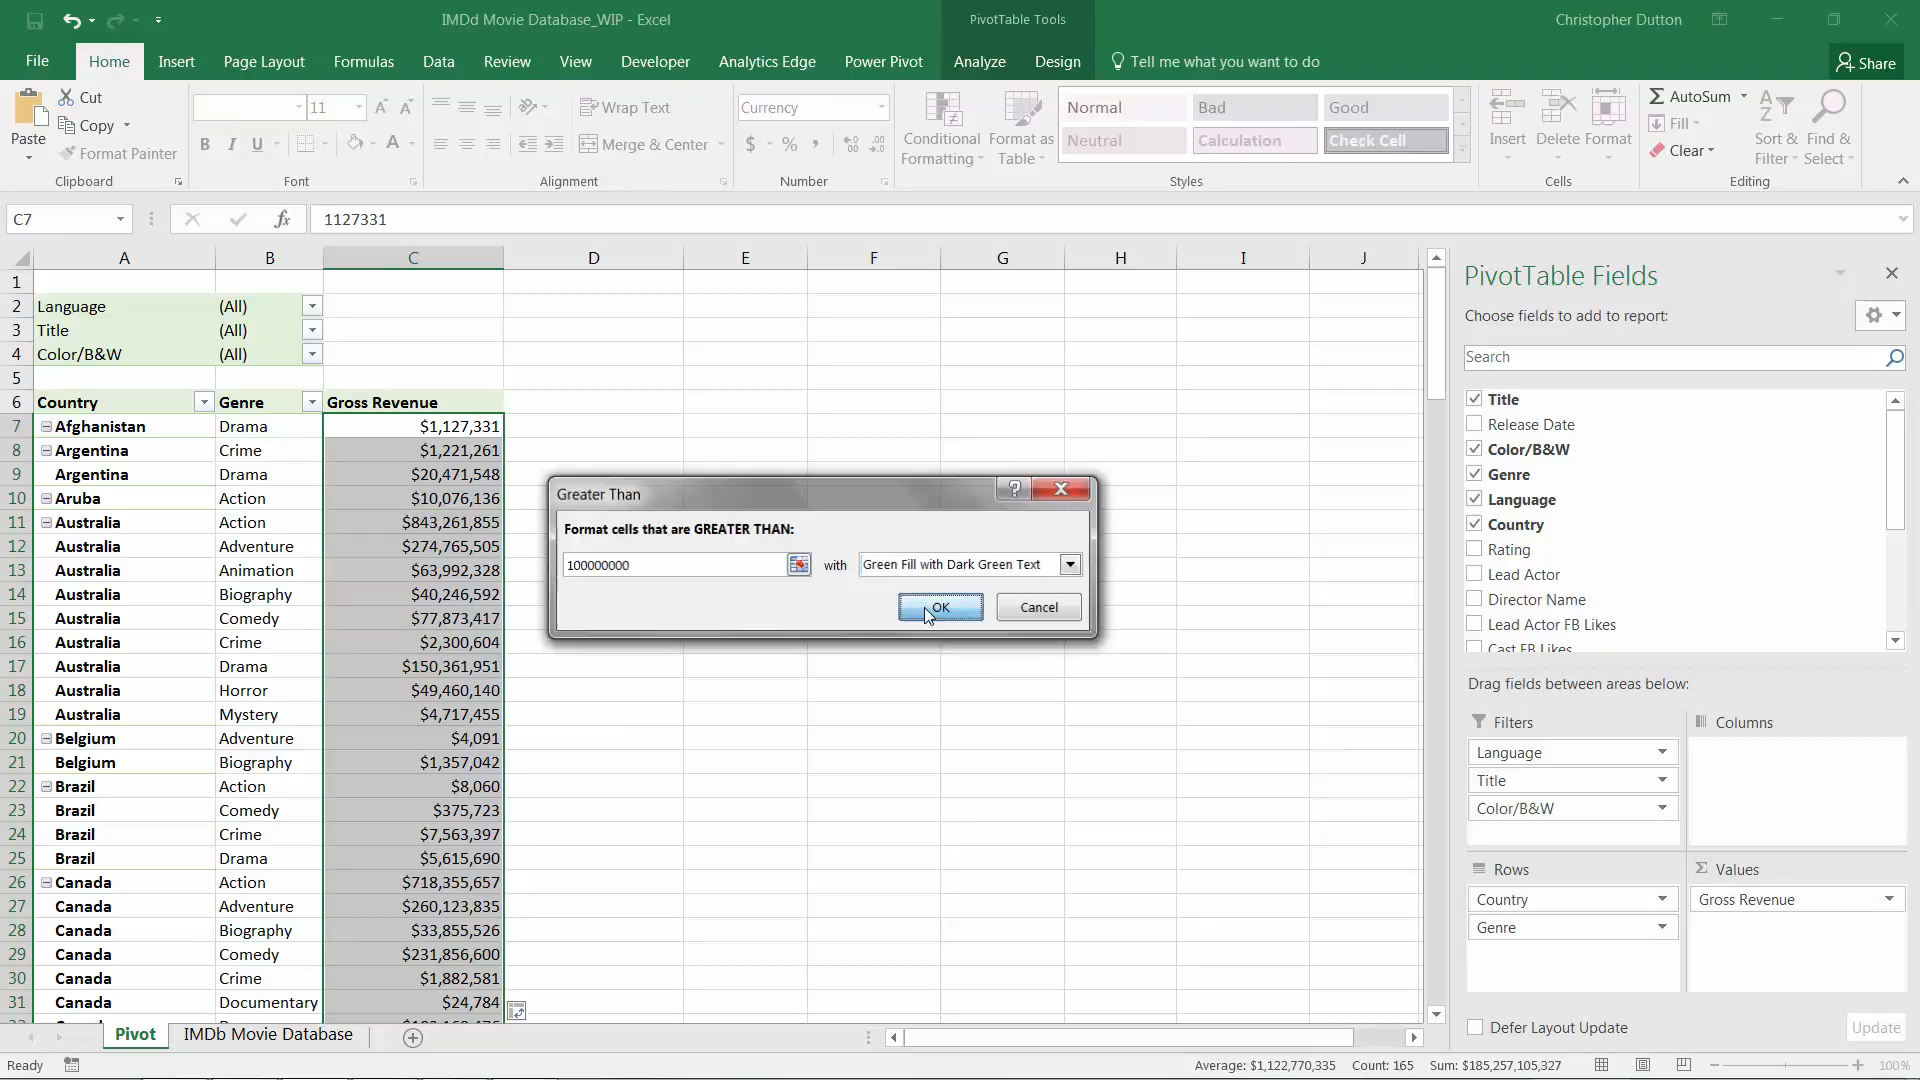 IMDd Movie Database_WIP - Excel
PivotTable Tools
Christopher Dutton
File Home Insert Page Layout Formulas Data Review View Developer Analytics Edge Power Pivot Analyze Design Tell me what you want to do Share
Paste
Cut
Copy
Format Painter
11
B I U
Wrap Text
Merge & Center
Currency
$ % ,
Conditional Formatting
Format as Table
Normal Bad Good
Neutral Calculation Check Cell
Insert Delete Format
AutoSum
Fill
Clear
Sort & Filter
Find & Select
Clipboard Font Alignment Number Styles Cells Editing
C7 fx 1127331
A B C D E F G H I J
1
2 Language (All)
3 Title (All)
4 Color/B&W (All)
5
6 Country Genre Gross Revenue
7 Afghanistan Drama $1,127,331
8 Argentina Crime $1,221,261
9 Argentina Drama $20,471,548
10 Aruba Action $10,076,136
11 Australia Action $843,261,855
12 Australia Adventure $274,765,505
13 Australia Animation $63,992,328
14 Australia Biography $40,246,592
15 Australia Comedy $77,873,417
16 Australia Crime $2,300,604
17 Australia Drama $150,361,951
18 Australia Horror $49,460,140
19 Australia Mystery $4,717,455
20 Belgium Adventure $4,091
21 Belgium Biography $1,357,042
22 Brazil Action $8,060
23 Brazil Comedy $375,723
24 Brazil Crime $7,563,397
25 Brazil Drama $5,615,690
26 Canada Action $718,355,657
27 Canada Adventure $260,123,835
28 Canada Biography $33,855,526
29 Canada Comedy $231,856,600
30 Canada Crime $1,882,581
31 Canada Documentary $24,784
Greater Than
Format cells that are GREATER THAN:
100000000 with Green Fill with Dark Green Text
OK Cancel
PivotTable Fields
Choose fields to add to report:
Search
Title
Release Date
Color/B&W
Genre
Language
Country
Rating
Lead Actor
Director Name
Lead Actor FB Likes
Cast FB Likes
Drag fields between areas below:
Filters
Language
Title
Color/B&W
Columns
Rows
Country
Genre
Values
Gross Revenue
Defer Layout Update Update
Pivot IMDb Movie Database
Ready Average: $1,122,770,335 Count: 165 Sum: $185,257,105,327 100%